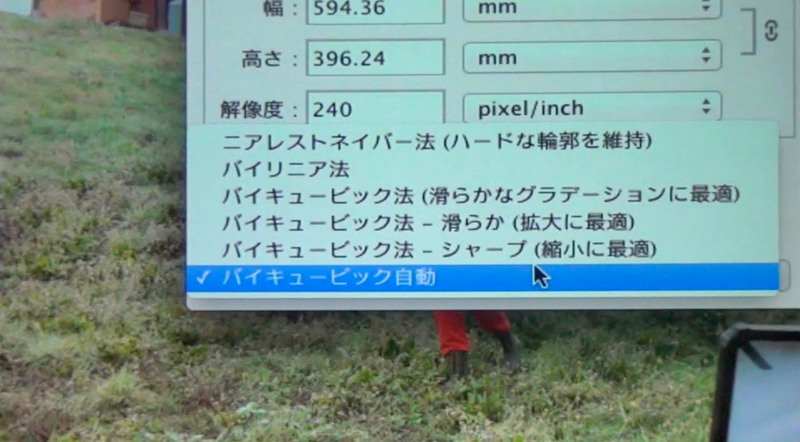 幅： 594.36 mm
高さ： 396.24 mm
解像度： 240 pixel/inch
ニアレストネイバー法 (ハードな輪郭を維持)
バイリニア法
バイキュービック法 (滑らかなグラデーションに最適)
バイキュービック法 – 滑らか (拡大に最適)
バイキュービック法 – シャープ (縮小に最適)
✓ バイキュービック自動